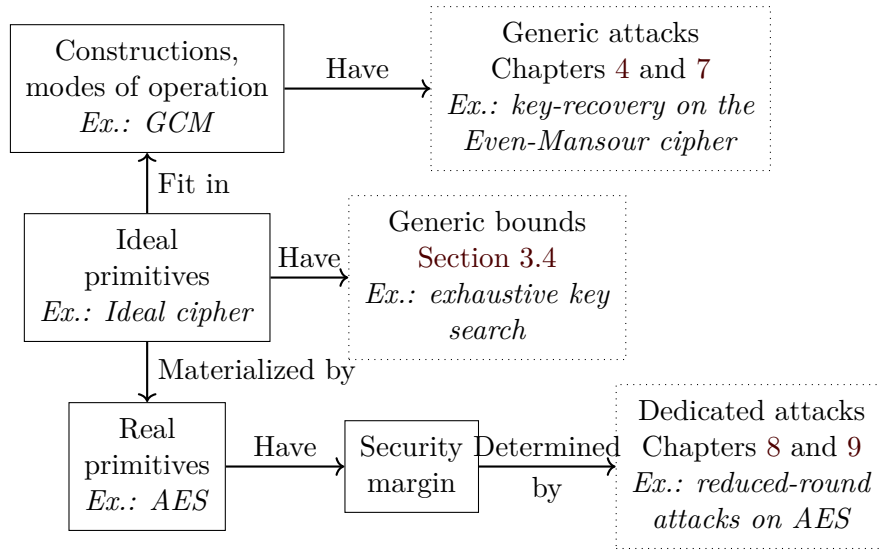 Constructions,
modes of operation
Ex.: GCM
Have
Generic attacks
Chapters 4 and 7
Ex.: key-recovery on the
Even-Mansour cipher
Fit in
Ideal
primitives
Ex.: Ideal cipher
Have
Generic bounds
Section 3.4
Ex.: exhaustive key
search
Materialized by
Real
primitives
Ex.: AES
Have
Security
margin
Determined
by
Dedicated attacks
Chapters 8 and 9
Ex.: reduced-round
attacks on AES